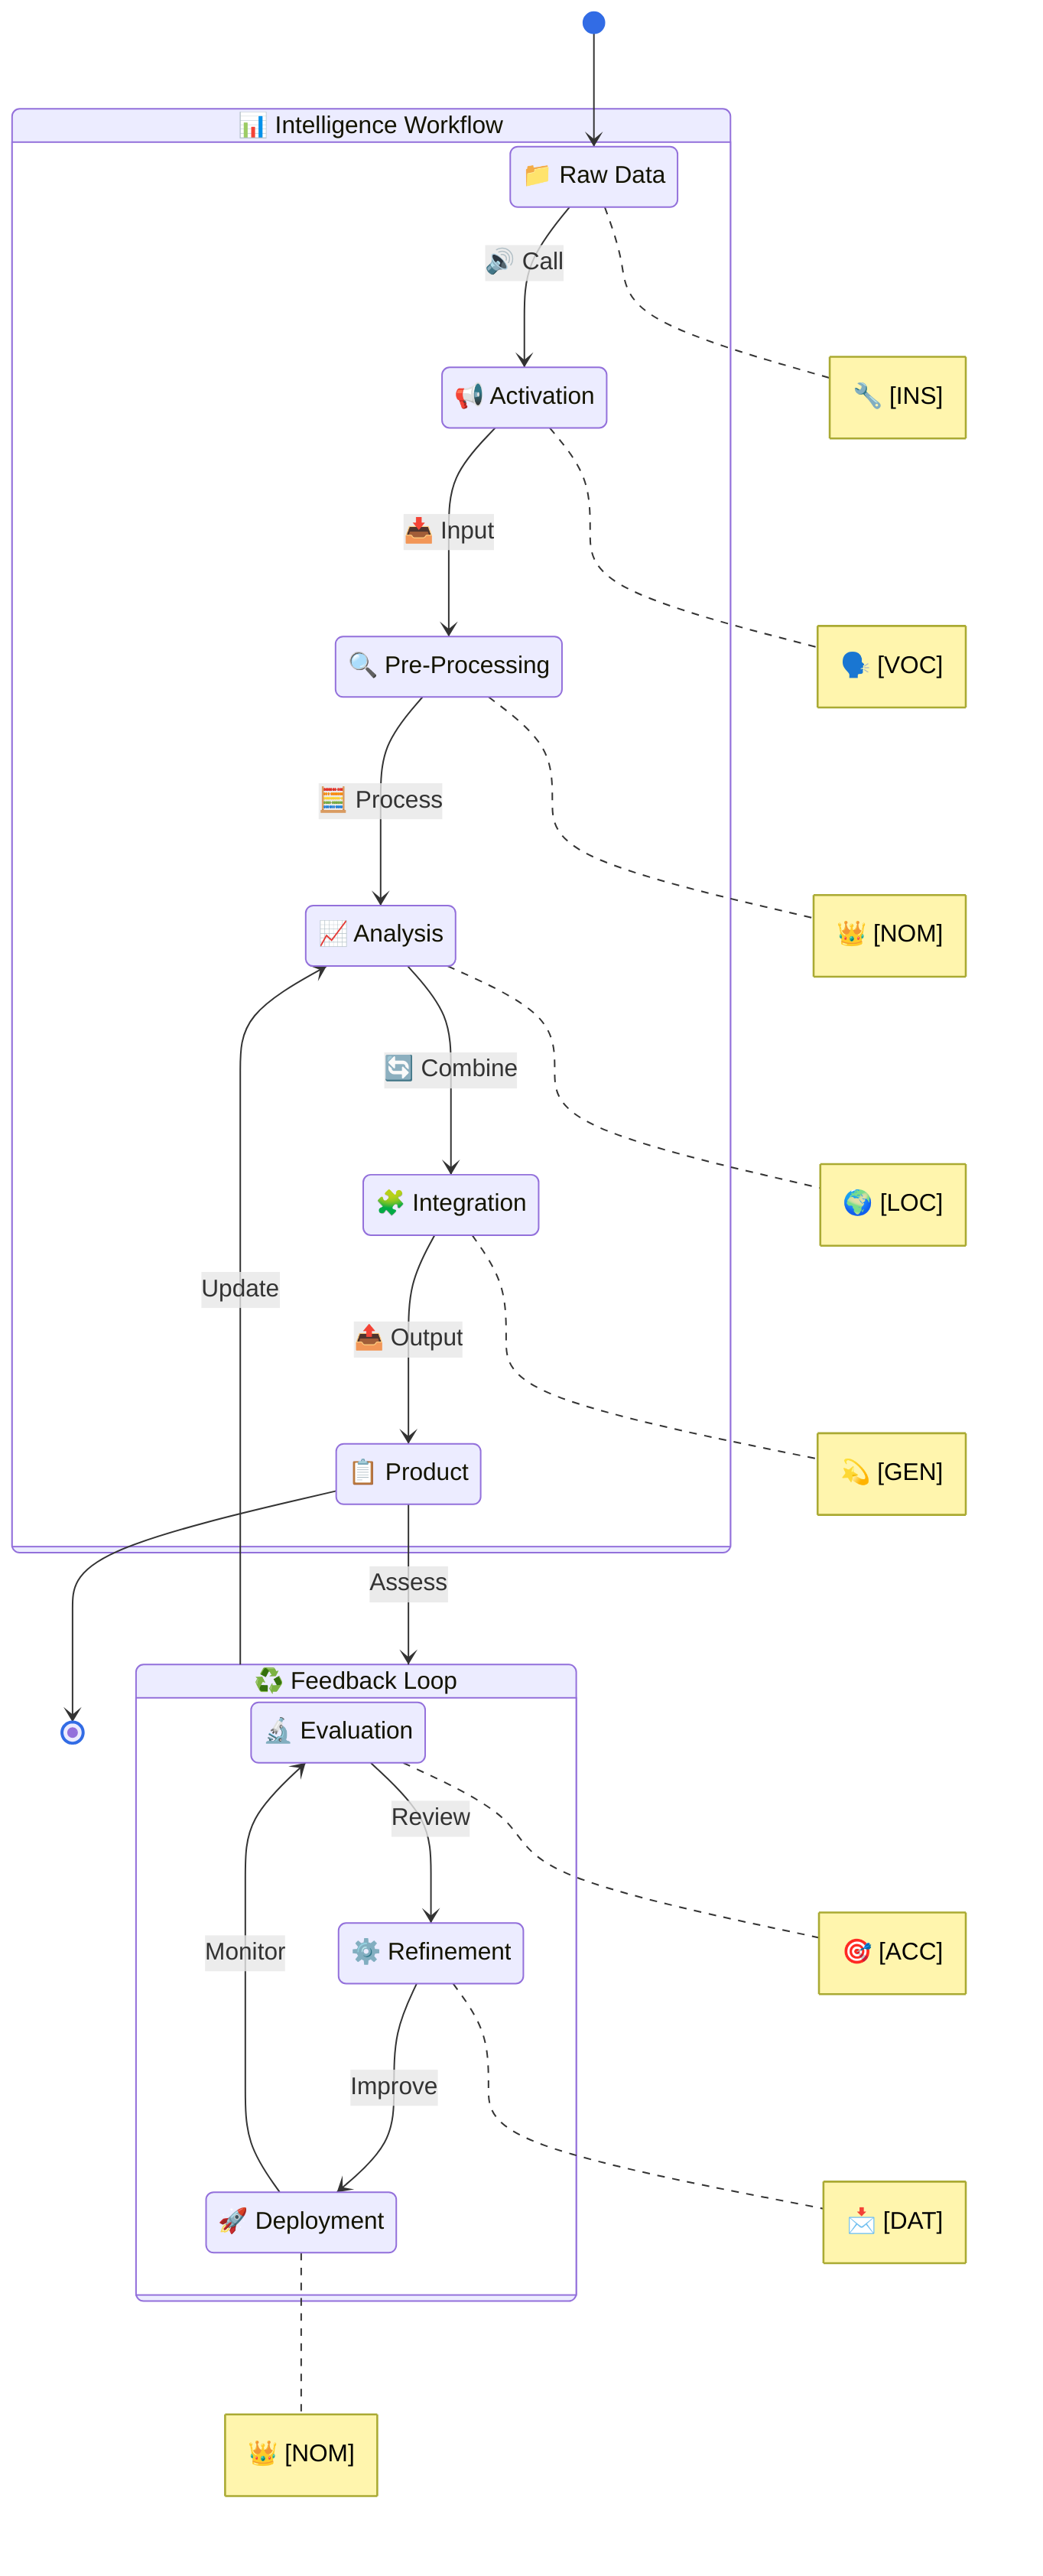 📊 Intelligence Workflow
📁 Raw Data
🔊 Call
📢 Activation
🔧 [INS]
📥 Input
🔍 Pre-Processing
🗣️ [VOC]
🧮 Process
📈 Analysis
👑 [NOM]
🔄 Combine
🧩 Integration
🌍 [LOC]
Update
📤 Output
📋 Product
💫 [GEN]
Assess
♻️ Feedback Loop
🔬 Evaluation
Review
Monitor
⚙️ Refinement
🎯 [ACC]
Improve
🚀 Deployment
📩 [DAT]
👑 [NOM]